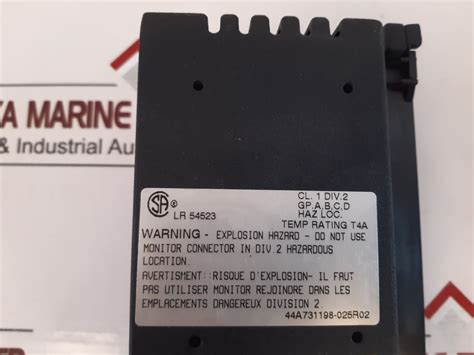 A MARINE
& Industrial Au
SA ®
LR 54523
CL. 1 DIV.2
GP.A,B,C,D
HAZ LOC.
TEMP RATING T4A
WARNING - EXPLOSION HAZARD - DO NOT USE
MONITOR CONNECTOR IN DIV.2 HAZARDOUS
LOCATION.
AVERTISMENT::RISQUE D'EXPLOSION- IL FAUT
PAS UTILISER MONITOR REJOINDRE DANS LES
EMPLACEMENTS DANGEREUX DIVISION 2.
44A731198-026R02